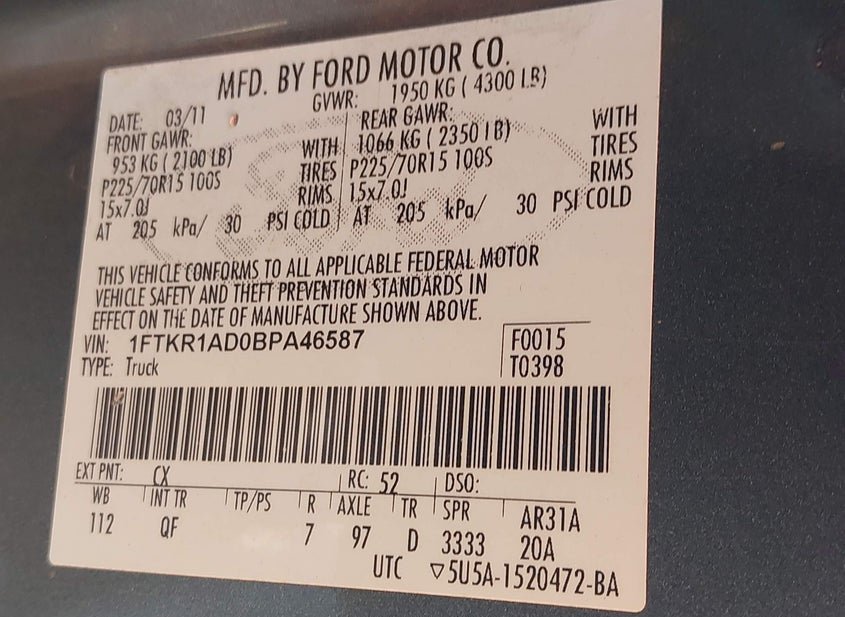 MFD. BY FORD MOTOR CO.
DATE: 03/11 GVWR: 1950 KG ( 4300 LB)
FRONT GAWR: REAR GAWR:
953 KG ( 2100 LB) WITH 1066 KG ( 2350 LB) WITH
P225/70R15 100S TIRES P225/70R15 100S TIRES
15x7.0J RIMS 15x7.0J RIMS
AT 205 kPa/ 30 PSI COLD AT 205 kPa/ 30 PSI COLD
THIS VEHICLE CONFORMS TO ALL APPLICABLE FEDERAL MOTOR
VEHICLE SAFETY AND THEFT PREVENTION STANDARDS IN
EFFECT ON THE DATE OF MANUFACTURE SHOWN ABOVE.
VIN: 1FTKR1AD0BPA46587 F0015
TYPE: Truck T0398
EXT PNT: CX RC: 52 DSO:
WB INT TR TP/PS R AXLE TR SPR AR31A
112 QF 7 97 D 3333 20A
UTC ▽5U5A-1520472-BA